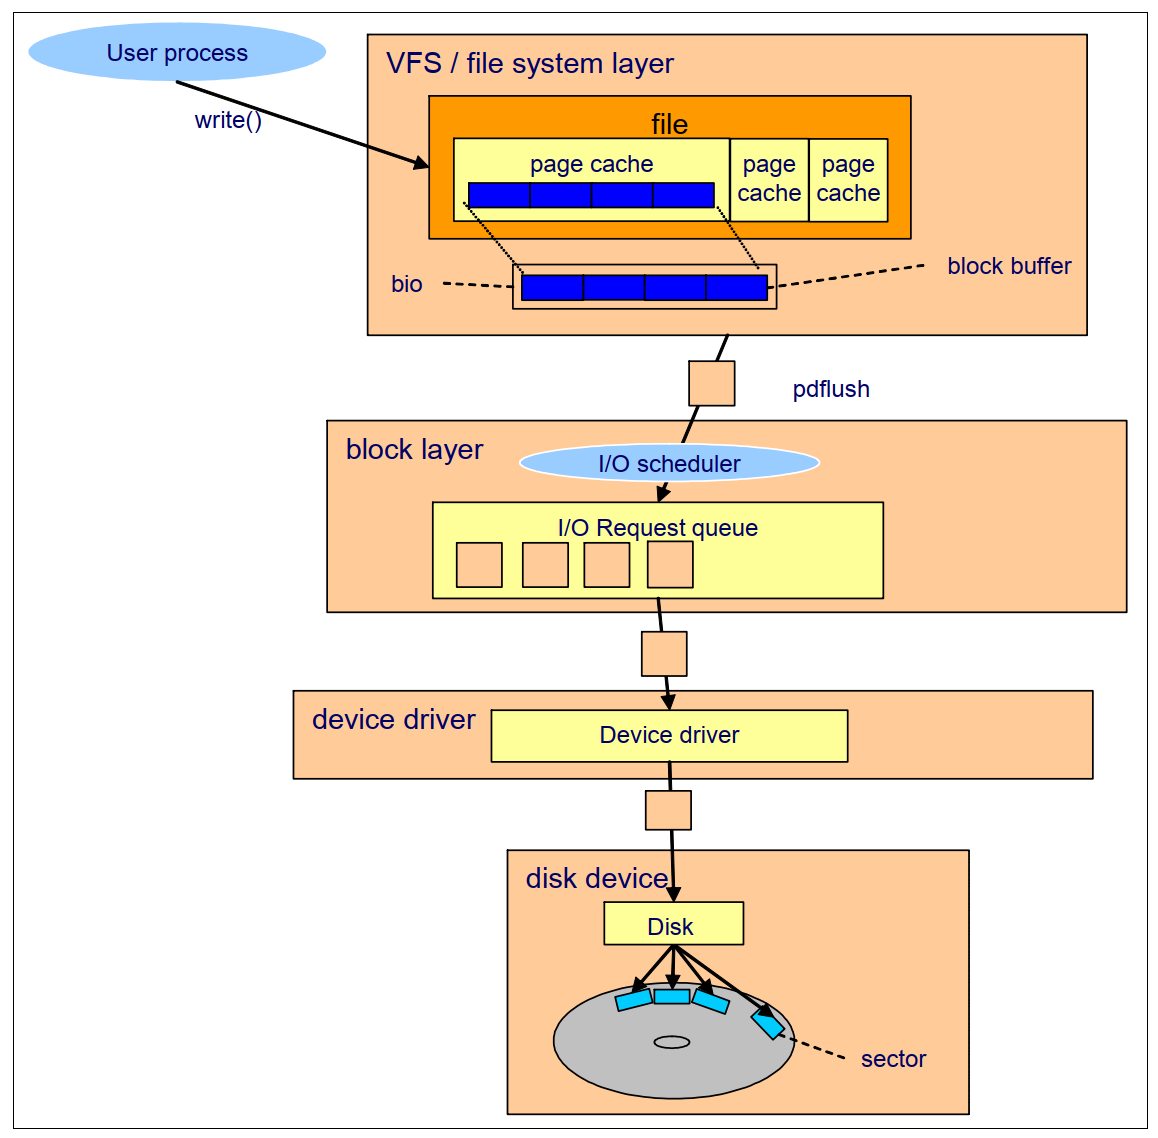 User process
write()
VFS / file system layer
file
page cache
page
cache
page
cache
bio
block buffer
pdflush
block layer
I/O scheduler
I/O Request queue
device driver
Device driver
disk device
Disk
sector